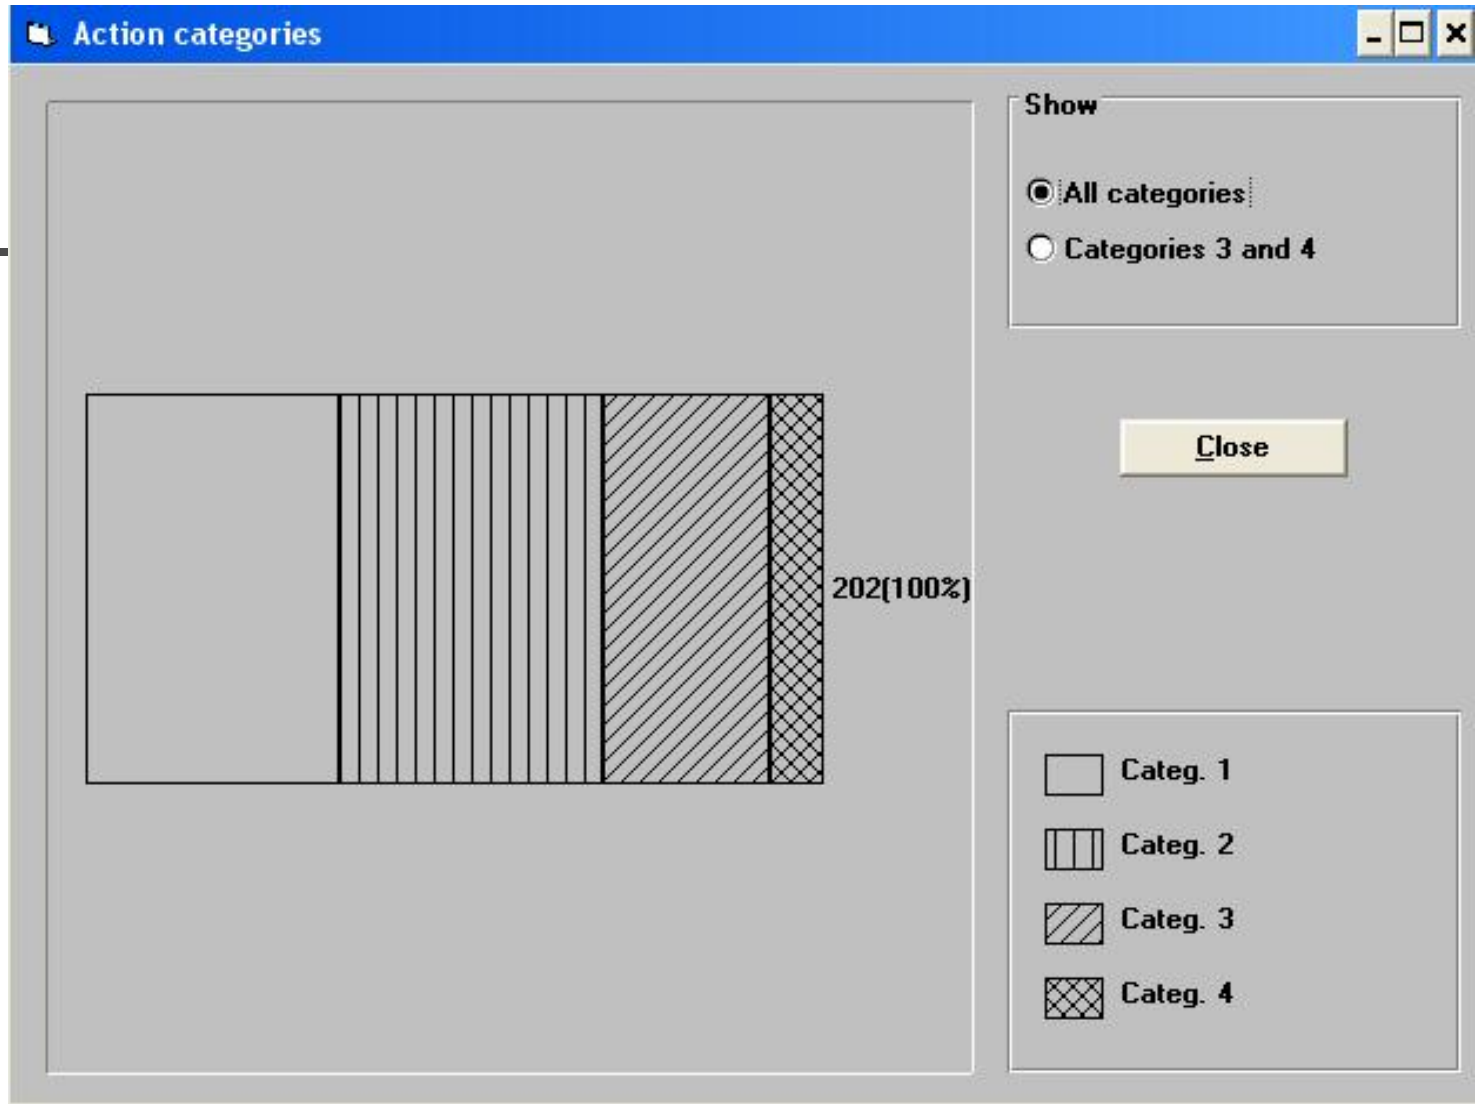 Action categories
Show
All categories
Categories 3 and 4
Close
202(100%)
Categ. 1
Categ. 2
Categ. 3
Categ. 4